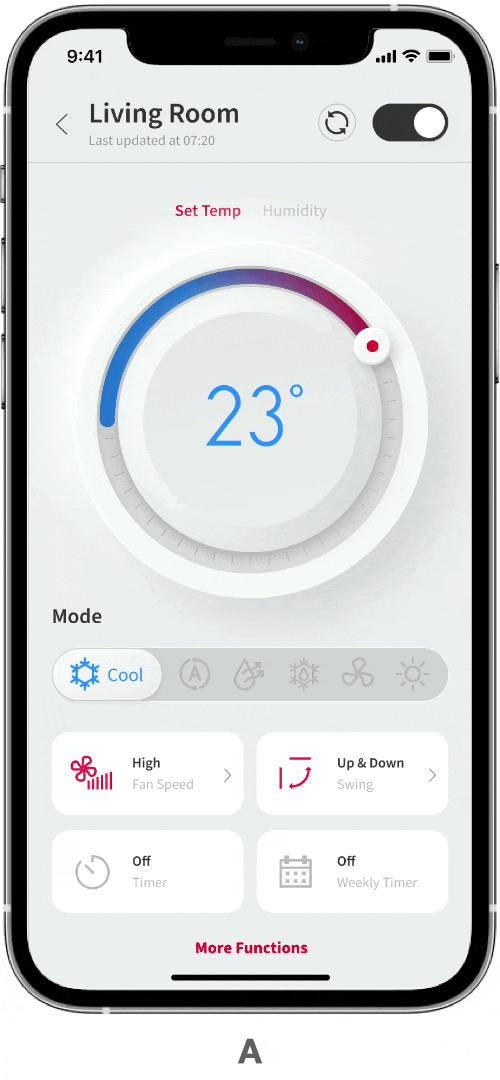 9:41
Living Room
Last updated at 07:20
Set Temp Humidity
23°
Mode
Cool A
High
Fan Speed
Up & Down
Swing
Off
Timer
Off
Weekly Timer
More Functions
A